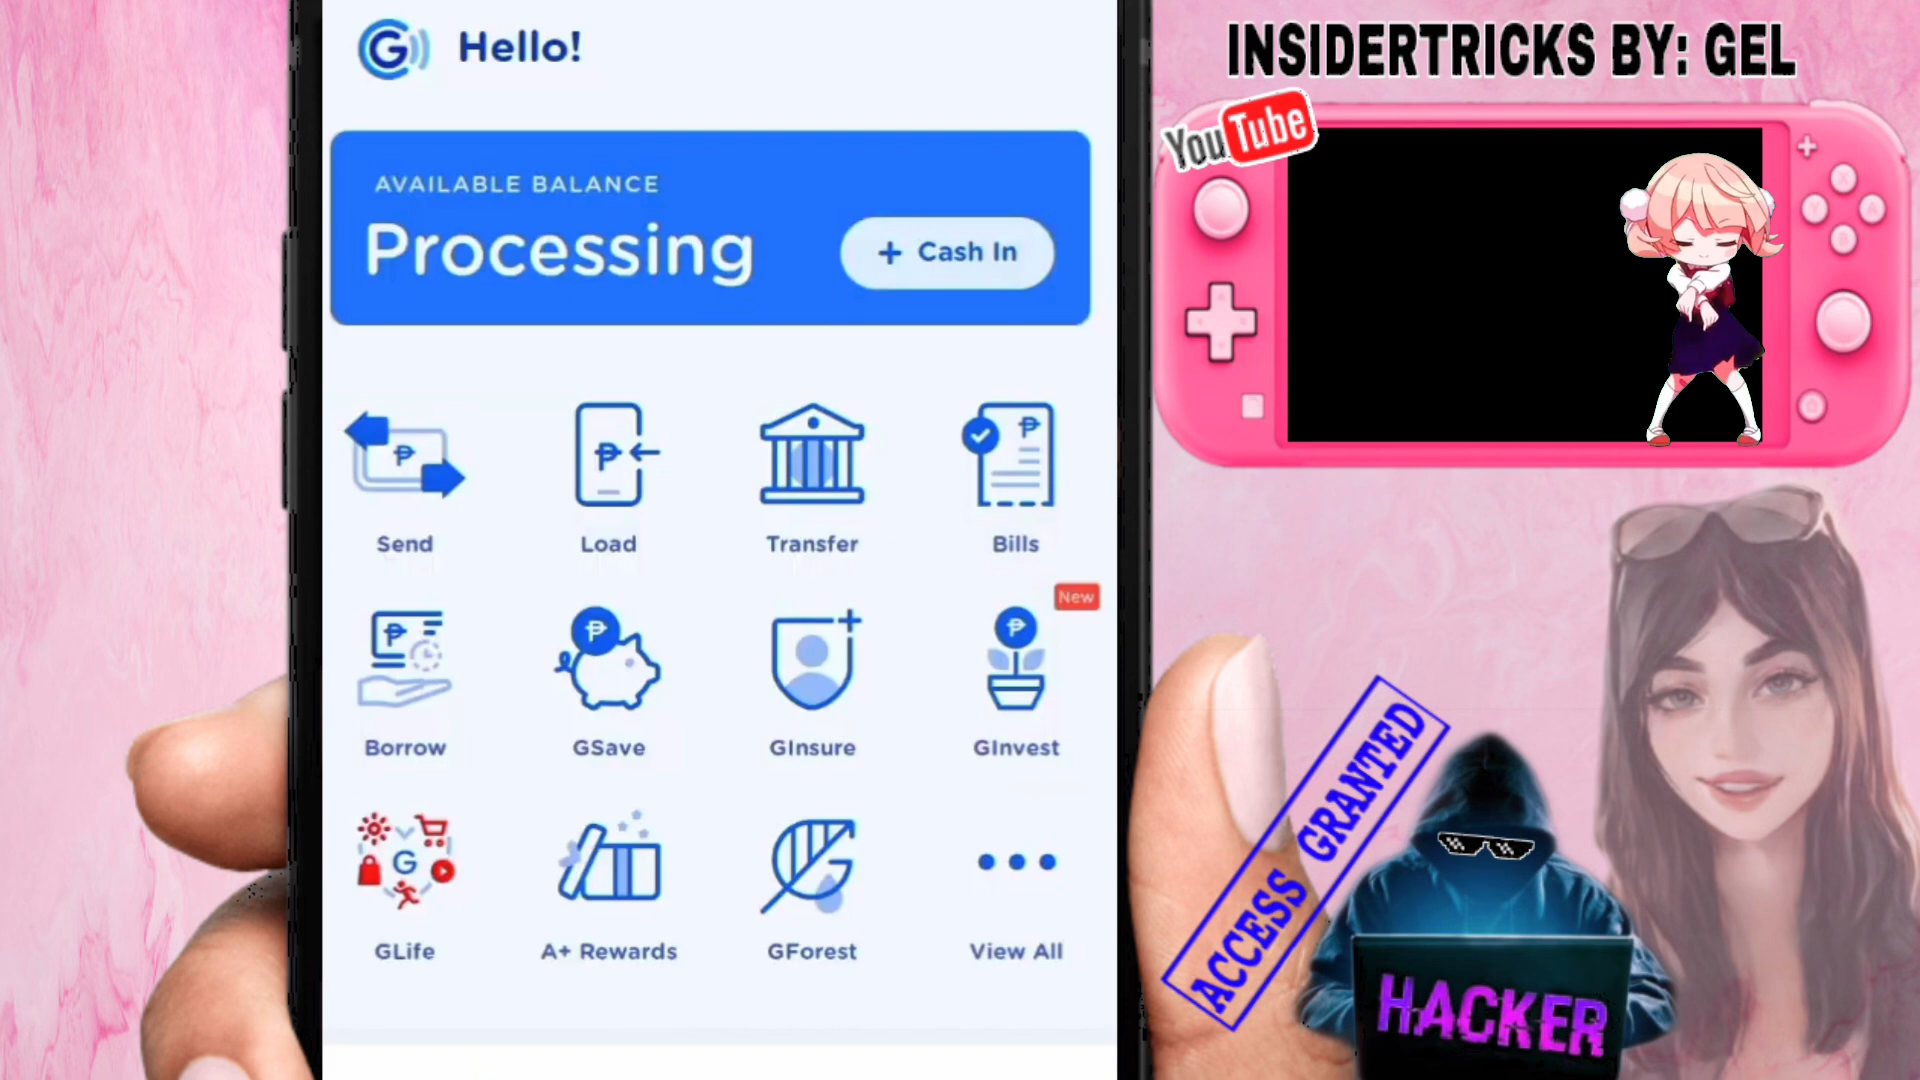 Hello!
AVAILABLE BALANCE
Processing
+ Cash In
Send
Load
Transfer
Bills
New
Borrow
GSave
GInsure
GInvest
G
GLife
A+ Rewards
GForest
View All
INSIDERTRICKS BY: GEL
YouTube
X
Y
A
ACCESS GRANTED
HACKER